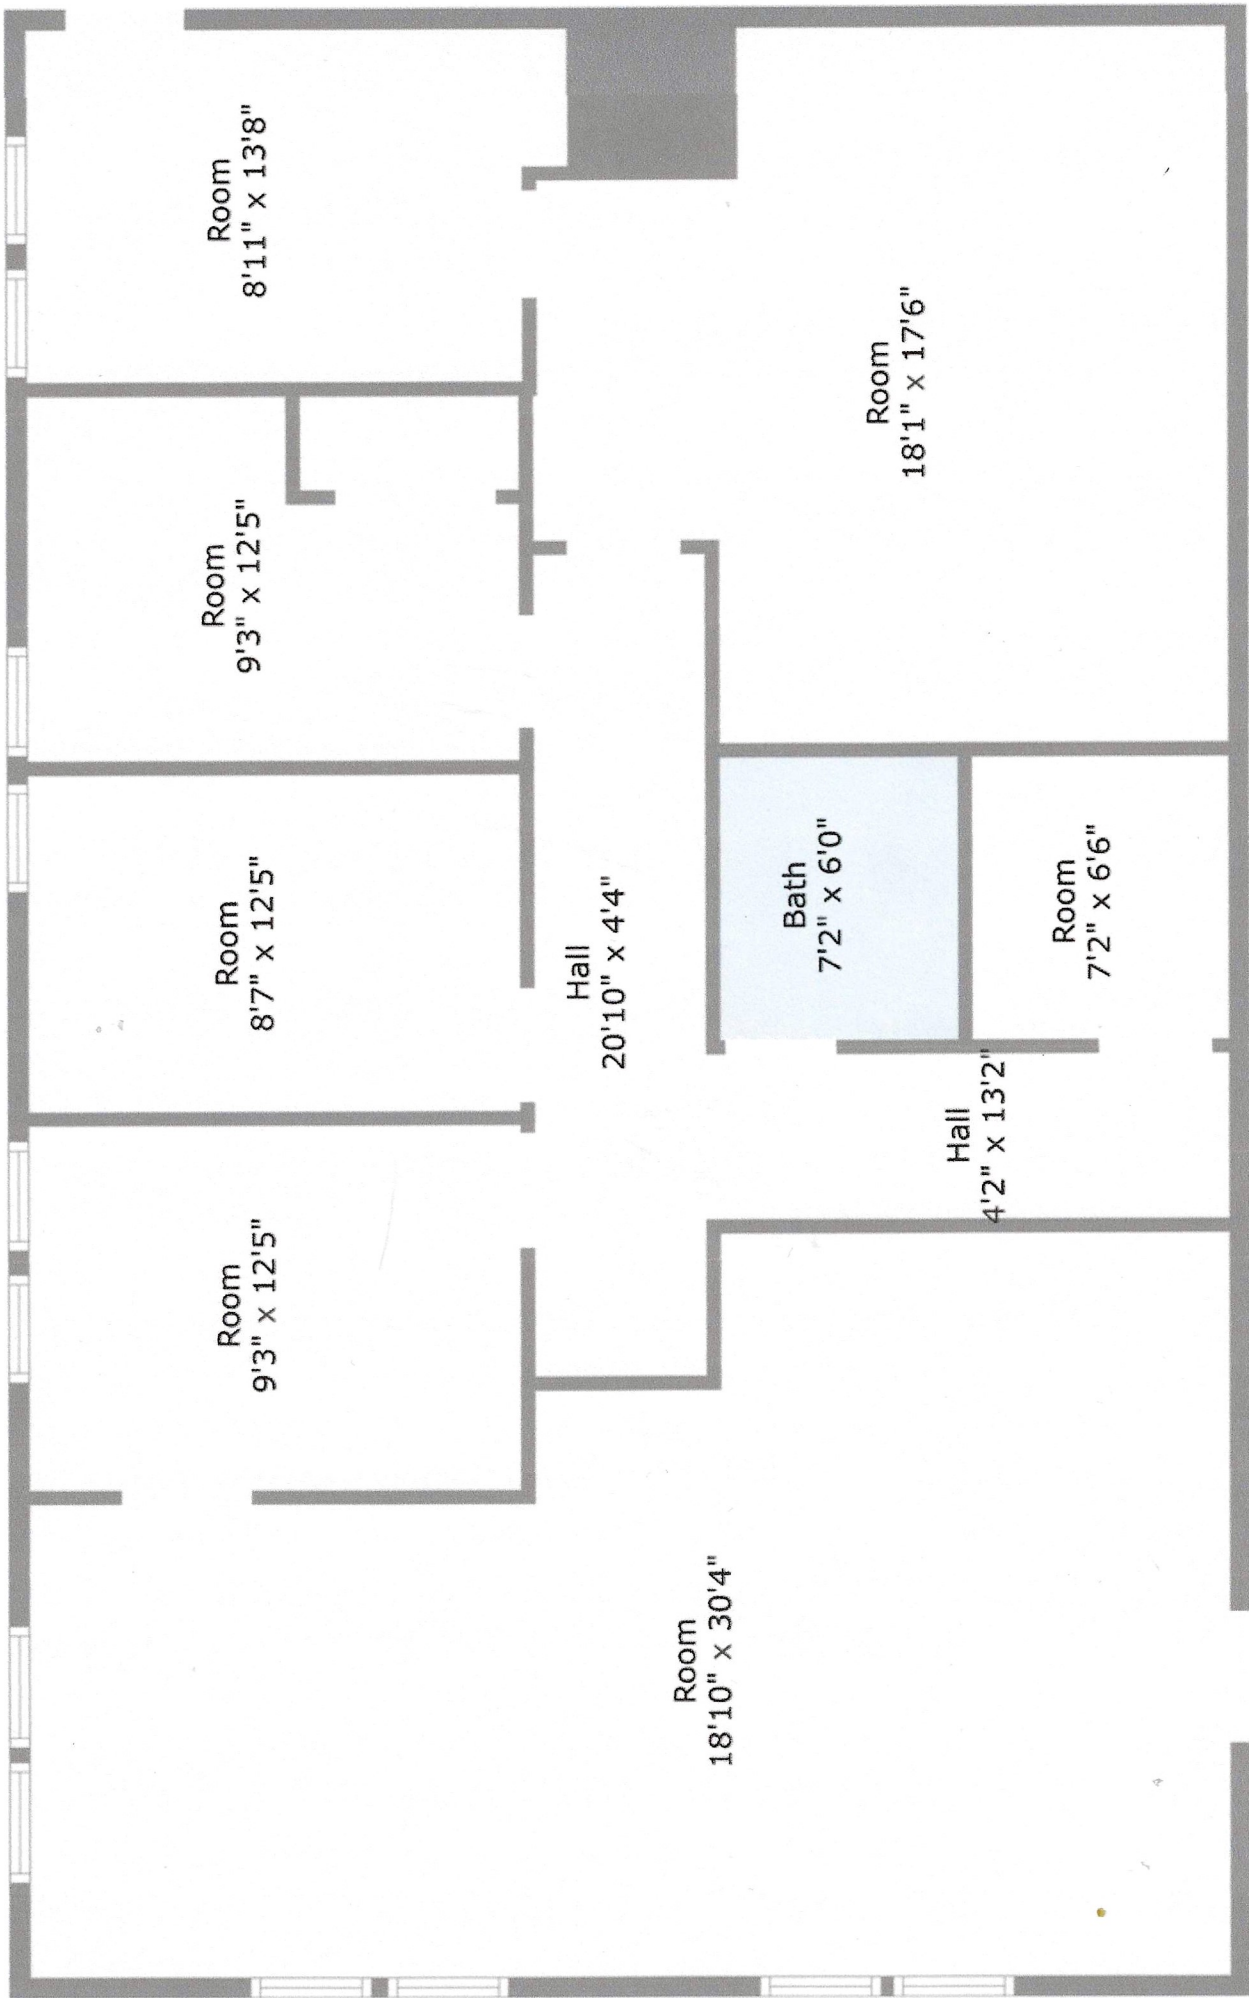 Room
8'11" x 13'8"
Room
9'3" x 12'5"
Room
18'1" x 17'6"
Room
8'7" x 12'5"
Hall
20'10" x 4'4"
Bath
7'2" x 6'0"
Room
7'2" x 6'6"
Hall
4'2" x 13'2"
Room
9'3" x 12'5"
Room
18'10" x 30'4"